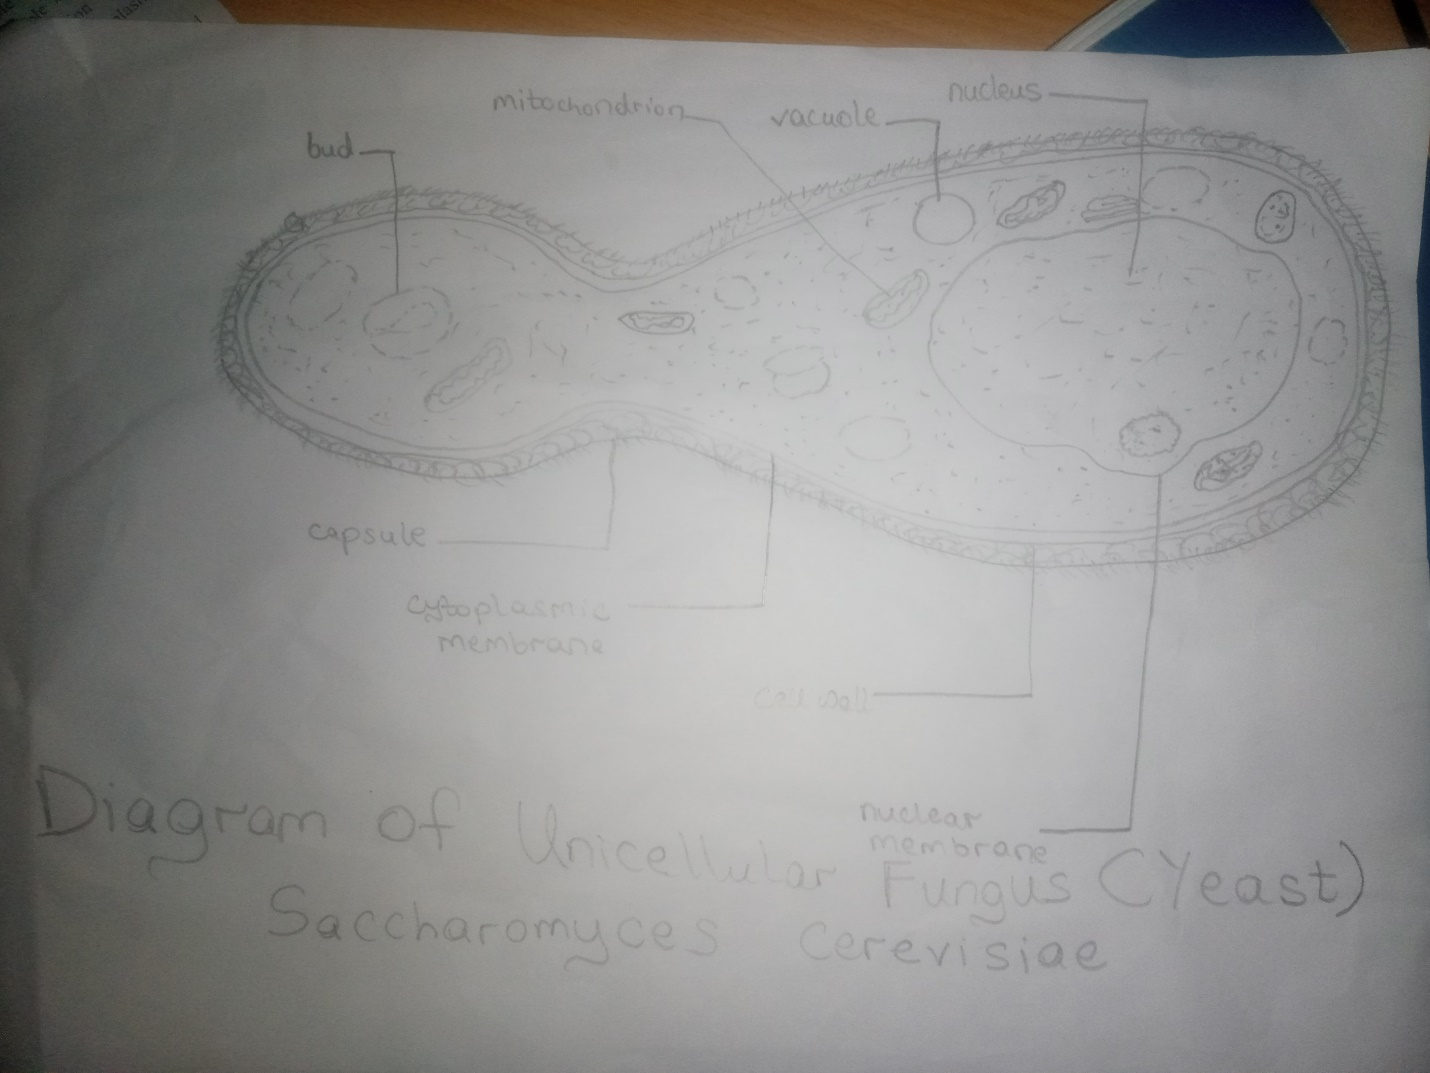 nucleus
mitochondrion
vacuole
bud
capsule
cytoplasmic
membrane
cell wall
nuclear
membrane
Diagram of Unicellular Fungus (Yeast)
Saccharomyces Cerevisiae